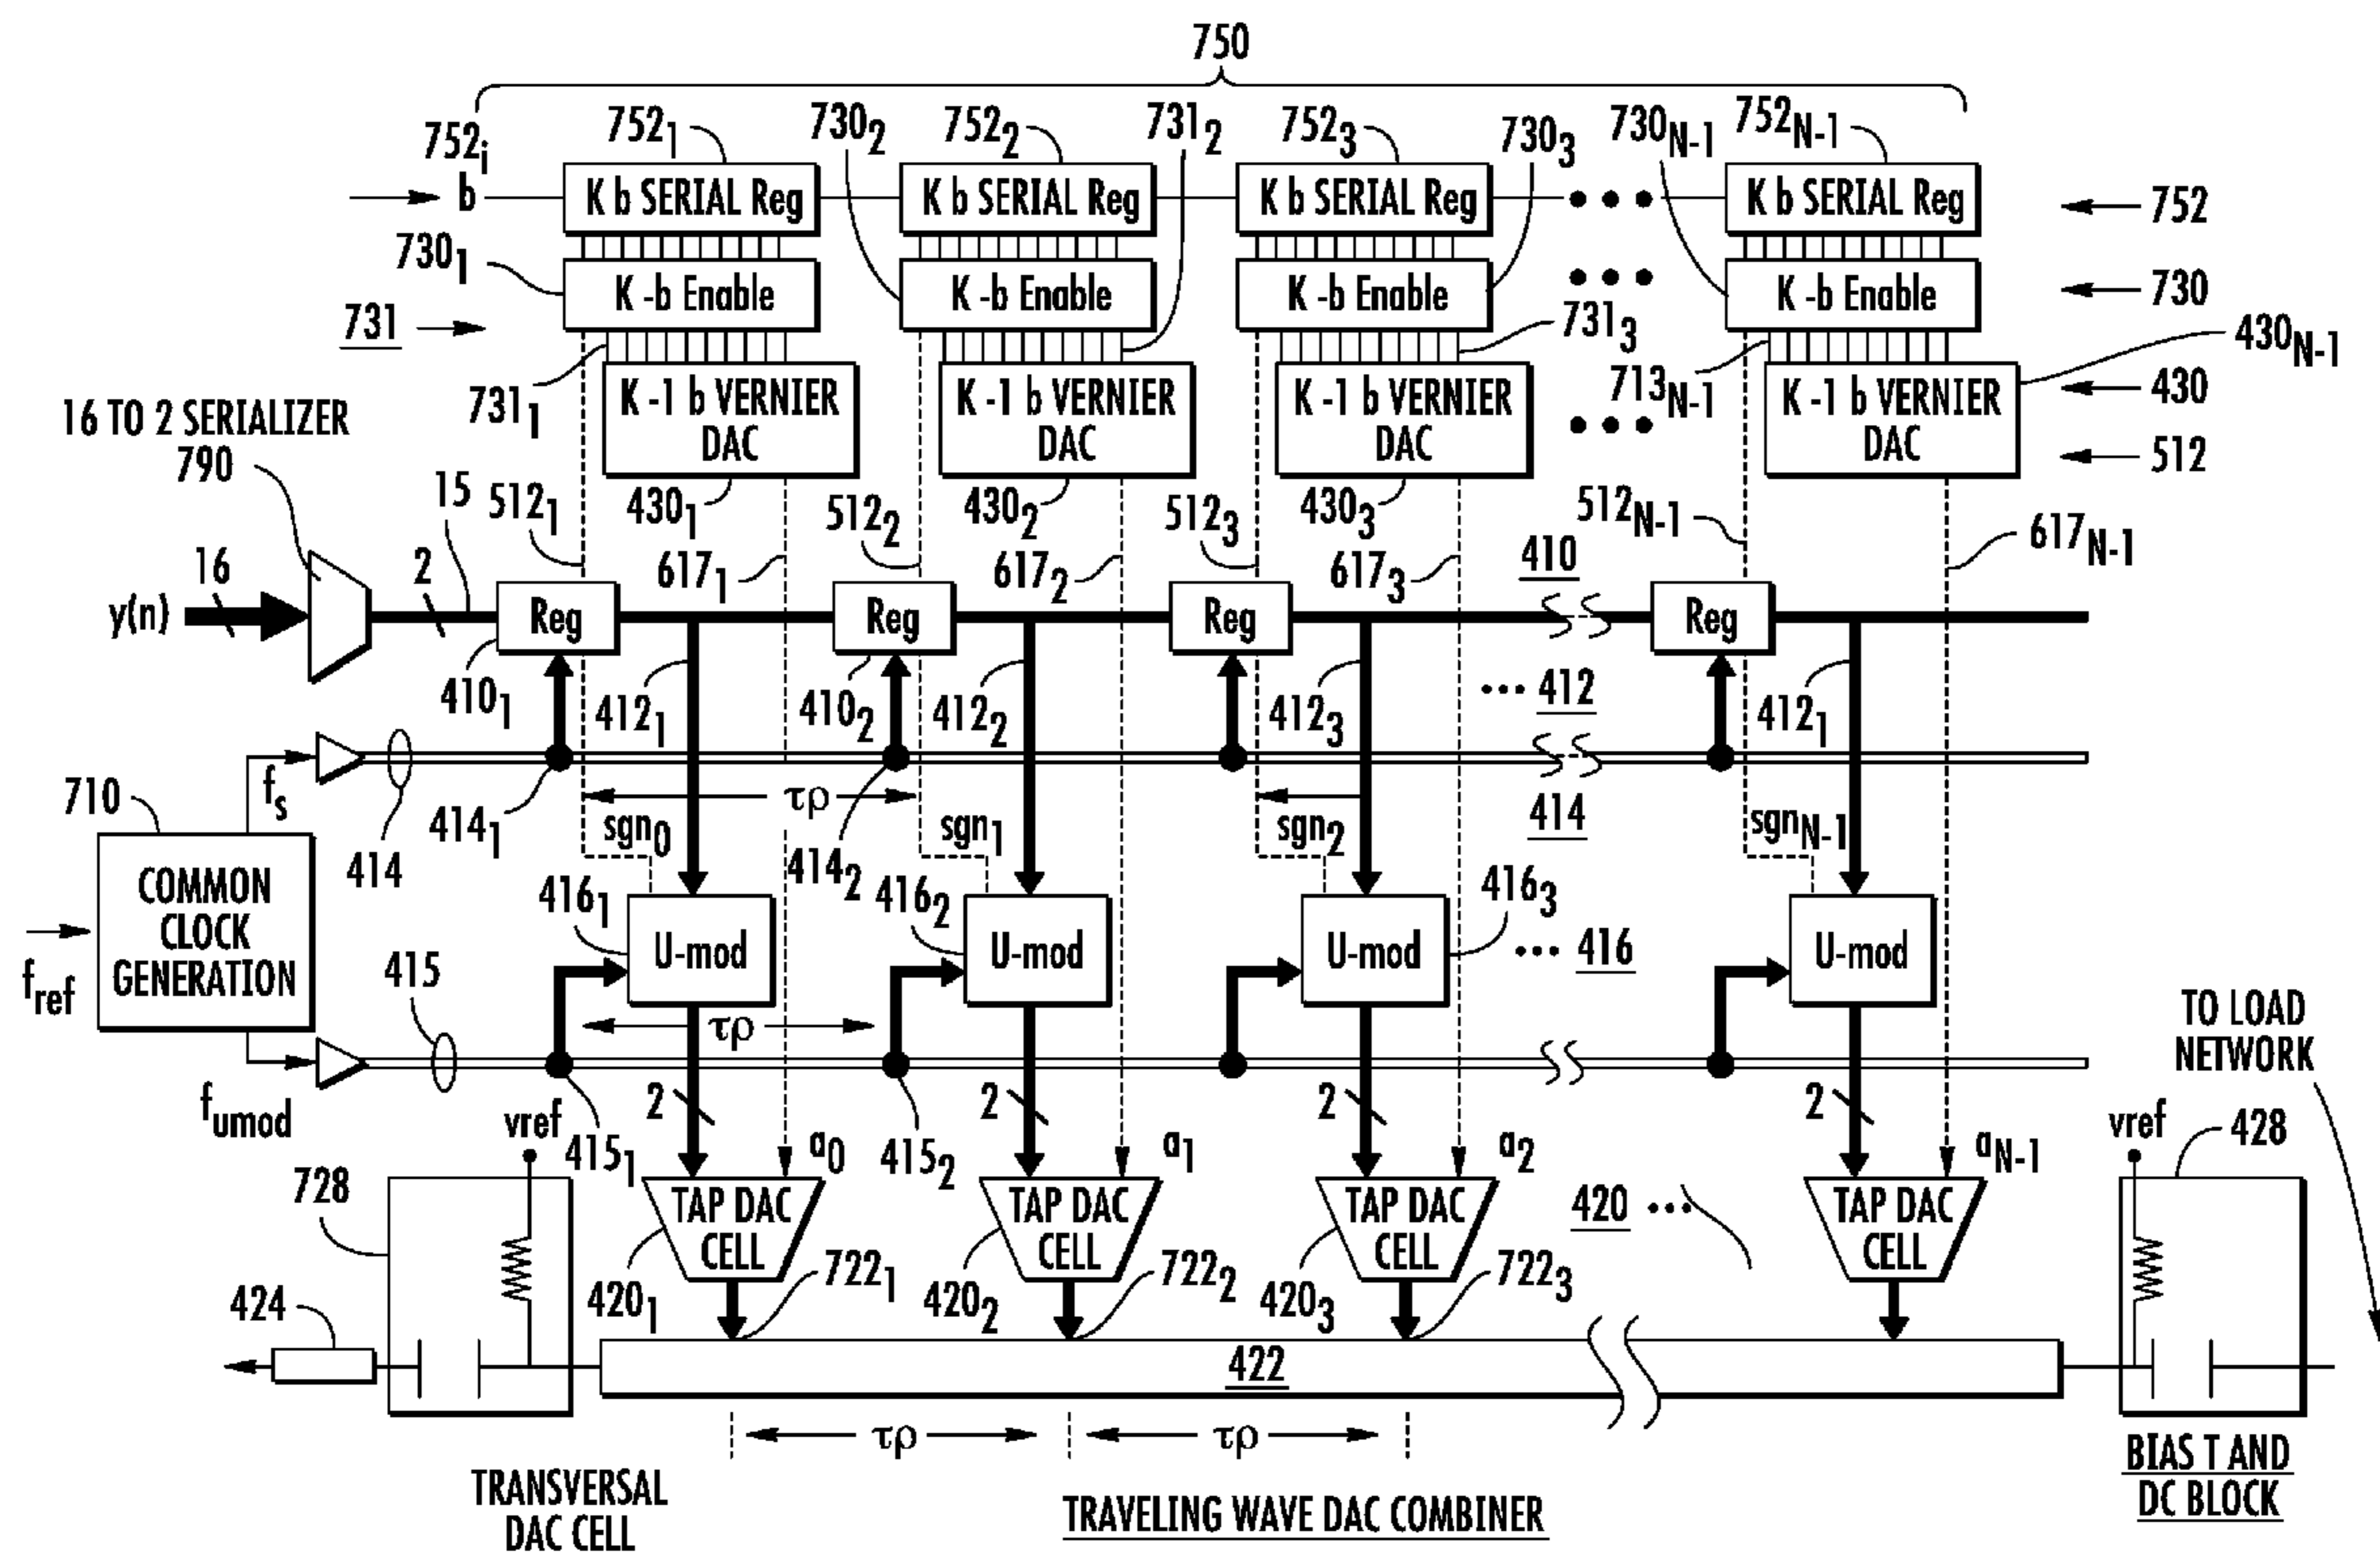 750
752i
7521
7302
7522
7312
7523
7303
730N-1
752N-1
b
K b SERIAL Reg
K b SERIAL Reg
K b SERIAL Reg
•••
K b SERIAL Reg
752
7301
K -b Enable
K -b Enable
K -b Enable
•••
K -b Enable
730
731
7313
430N-1
7311
K -1 b VERNIER
DAC
K -1 b VERNIER
DAC
K -1 b VERNIER
DAC
•••
713N-1
K -1 b VERNIER
DAC
430
512
16 TO 2 SERIALIZER
790
15
5121
4301
5122
4302
5123
4303
512N-1
617N-1
16
2
6171
6172
6173
410
y(n)
Reg
Reg
Reg
Reg
4101
4121
4102
4122
4123
••• 412
4121
710
fs
414
4141
τρ
4142
414
sgn0
sgn1
sgn2
sgnN-1
COMMON
CLOCK
GENERATION
fref
4161
4162
4163
U-mod
U-mod
U-mod
••• 416
U-mod
415
τρ
TO LOAD
NETWORK
fumod
2
2
2
2
vref
4151
a0
4152
a1
a2
aN-1
vref
428
728
TAP DAC
CELL
TAP DAC
CELL
TAP DAC
CELL
420 •••
TAP DAC
CELL
424
4201
7221
4202
7222
4203
7223
422
τρ
τρ
TRANSVERSAL
DAC CELL
TRAVELING WAVE DAC COMBINER
BIAS T AND
DC BLOCK